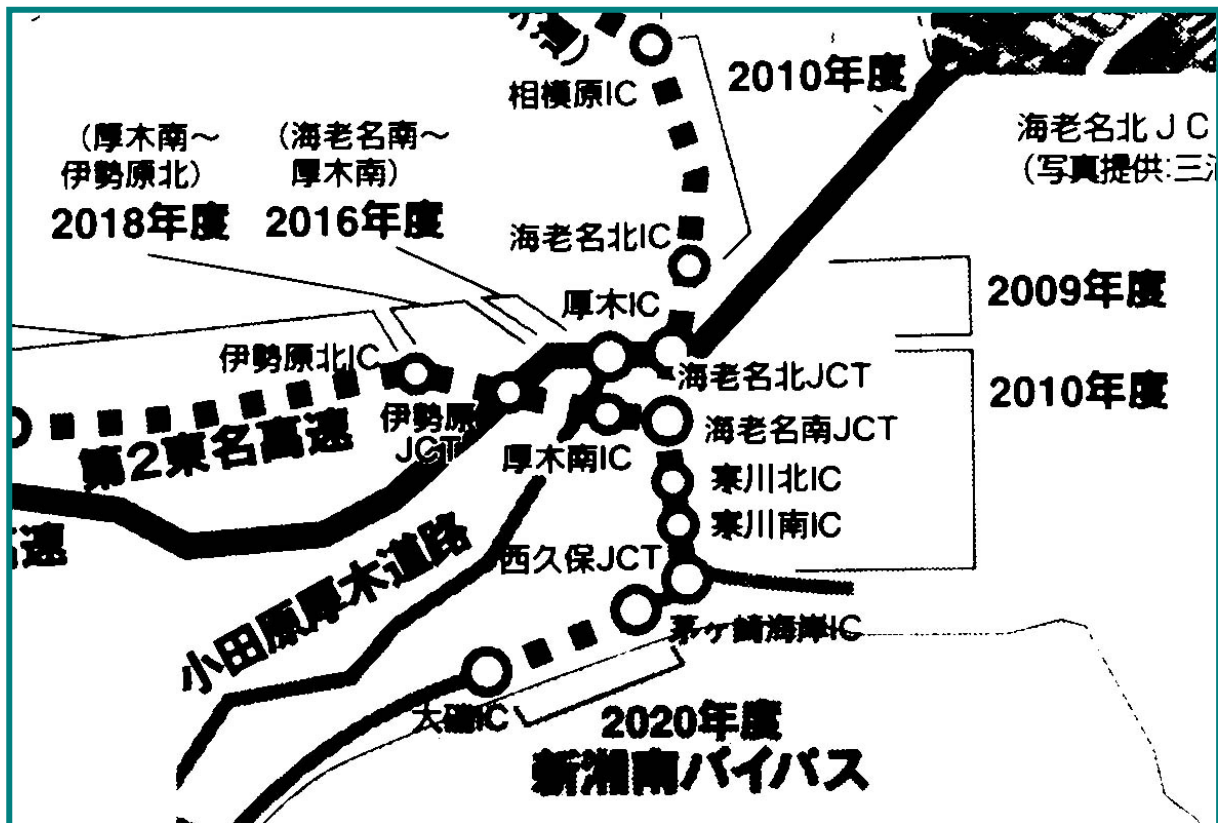 相模原IC
2010年度
(厚木南～
伊勢原北)
2018年度
(海老名南～
厚木南)
2016年度
海老名北ＪＣ
(写真提供:三
海老名北IC
2009年度
厚木IC
伊勢原北IC
海老名北JCT
2010年度
伊勢原
JCT
海老名南JCT
第2東名高速
厚木南IC
寒川北IC
寒川南IC
高速
西久保JCT
小田原厚木道路
茅ヶ崎海岸IC
大磯IC
2020年度
新湘南バイパス